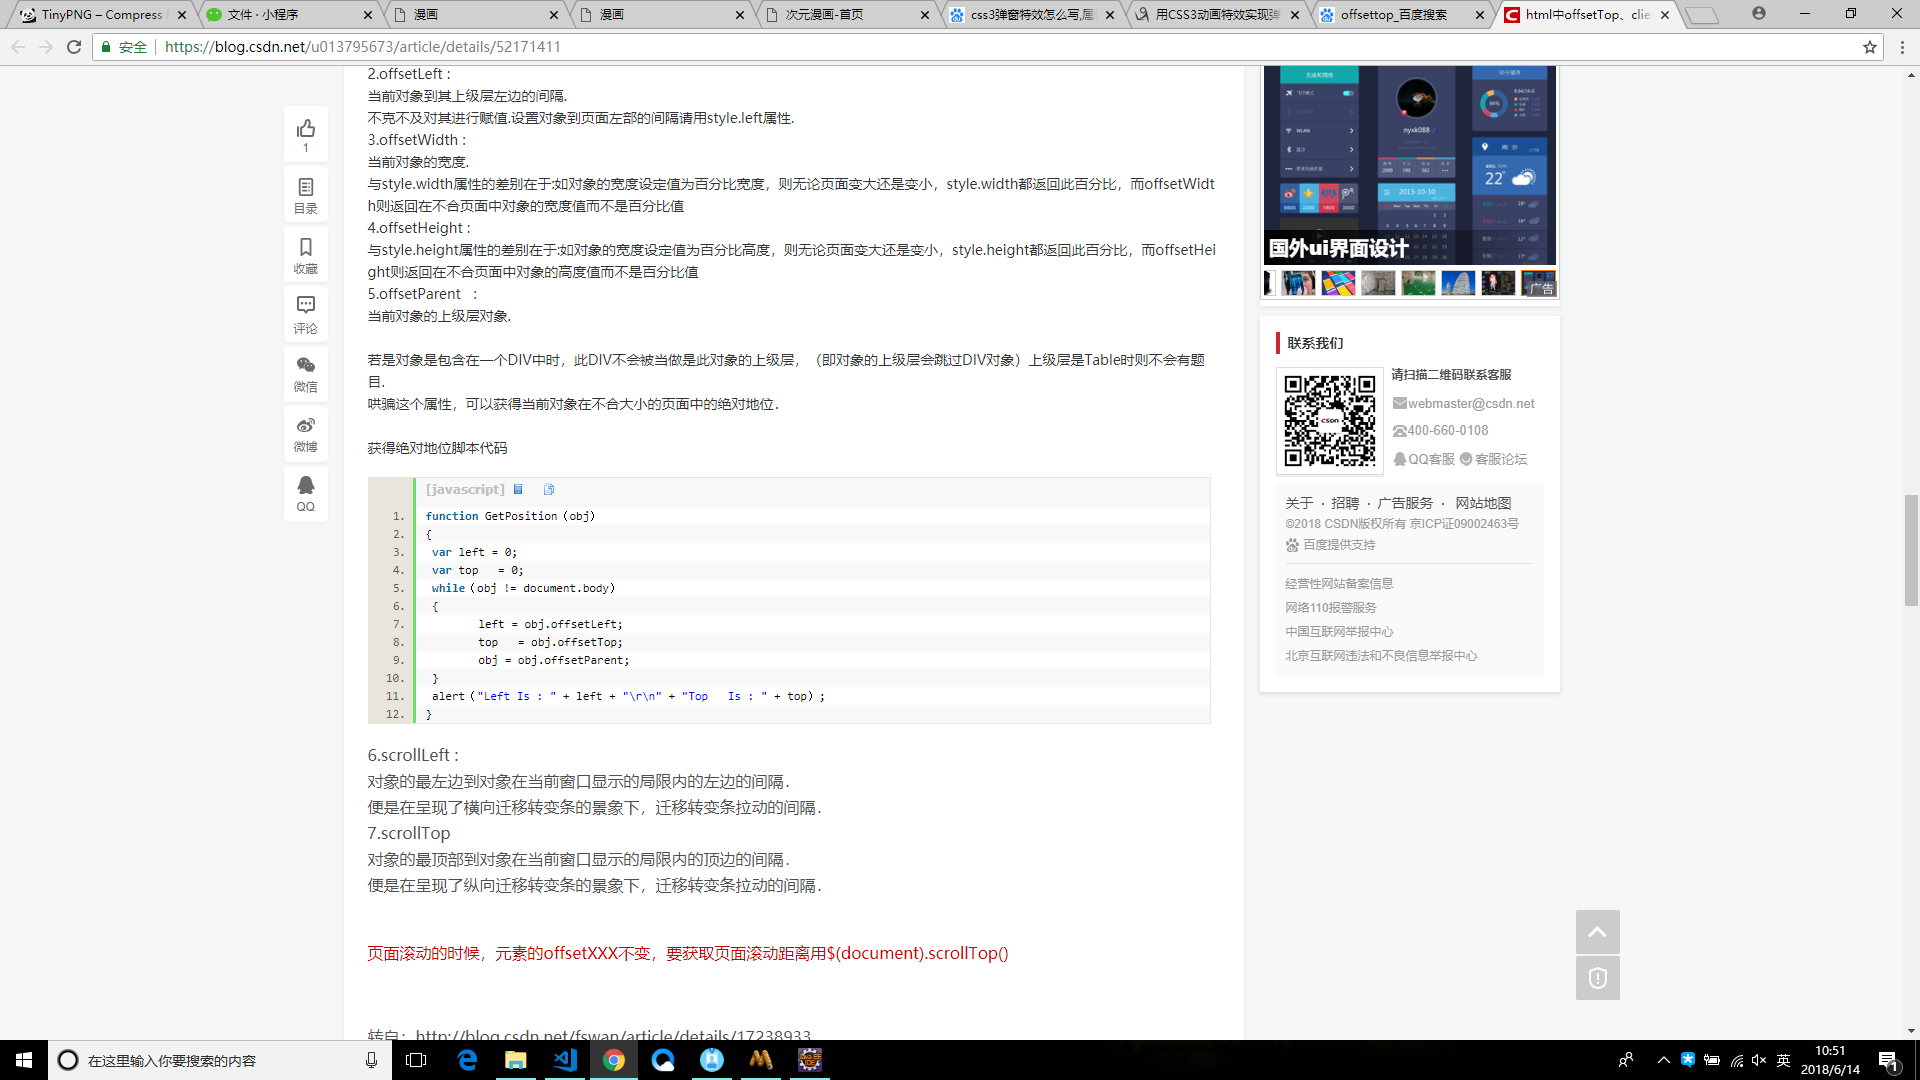 TinyPNG – Compress
文件 · 小程序
漫画
漫画
次元漫画-首页
css3弹窗特效怎么写,属
用CSS3动画特效实现弹
offsettop_百度搜索
html中offsetTop、clie
安全 | https://blog.csdn.net/u013795673/article/details/52171411
1
目录
收藏
评论
微信
微博
QQ
2.offsetLeft :
当前对象到其上级层左边的间隔.
不克不及对其进行赋值.设置对象到页面左部的间隔请用style.left属性.
3.offsetWidth :
当前对象的宽度.
与style.width属性的差别在于:如对象的宽度设定值为百分比宽度，则无论页面变大还是变小，style.width都返回此百分比，而offsetWidt
h则返回在不合页面中对象的宽度值而不是百分比值
4.offsetHeight :
与style.height属性的差别在于:如对象的宽度设定值为百分比高度，则无论页面变大还是变小，style.height都返回此百分比，而offsetHei
ght则返回在不合页面中对象的高度值而不是百分比值
5.offsetParent :
当前对象的上级层对象.
若是对象是包含在一个DIV中时，此DIV不会被当做是此对象的上级层，（即对象的上级层会跳过DIV对象）上级层是Table时则不会有题
目.
哄骗这个属性，可以获得当前对象在不合大小的页面中的绝对地位．
获得绝对地位脚本代码
[javascript]
1. function GetPosition (obj)
2. {
3. var left = 0;
4. var top = 0;
5. while (obj != document.body)
6. {
7. left = obj.offsetLeft;
8. top = obj.offsetTop;
9. obj = obj.offsetParent;
10. }
11. alert ("Left Is : " + left + "\r\n" + "Top Is : " + top) ;
12. }
6.scrollLeft :
对象的最左边到对象在当前窗口显示的局限内的左边的间隔．
便是在呈现了横向迁移转变条的景象下，迁移转变条拉动的间隔．
7.scrollTop
对象的最顶部到对象在当前窗口显示的局限内的顶边的间隔．
便是在呈现了纵向迁移转变条的景象下，迁移转变条拉动的间隔．
页面滚动的时候，元素的offsetXXX不变，要获取页面滚动距离用$(document).scrollTop()
转自：http://blog.csdn.net/fswan/article/details/17238933
无线和网络
WLAN
nyxk088
2013-10-10
22°
国外ui界面设计
广告
联系我们
请扫描二维码联系客服
CSDN
webmaster@csdn.net
400-660-0108
QQ客服 客服论坛
关于 · 招聘 · 广告服务 · 网站地图
©2018 CSDN版权所有 京ICP证09002463号
百度提供支持
经营性网站备案信息
网络110报警服务
中国互联网举报中心
北京互联网违法和不良信息举报中心
在这里输入你要搜索的内容
英
10:51
2018/6/14
1